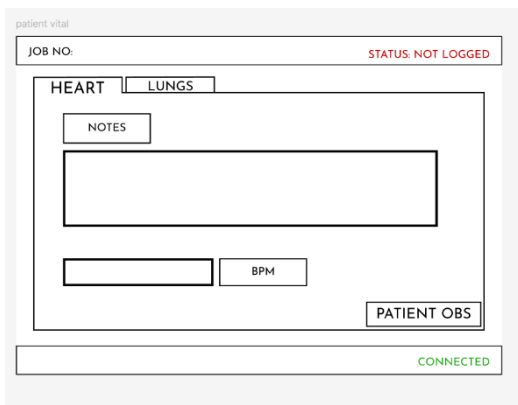 patient vital
JOB NO:
STATUS: NOT LOGGED
HEART
LUNGS
NOTES
BPM
PATIENT OBS
CONNECTED